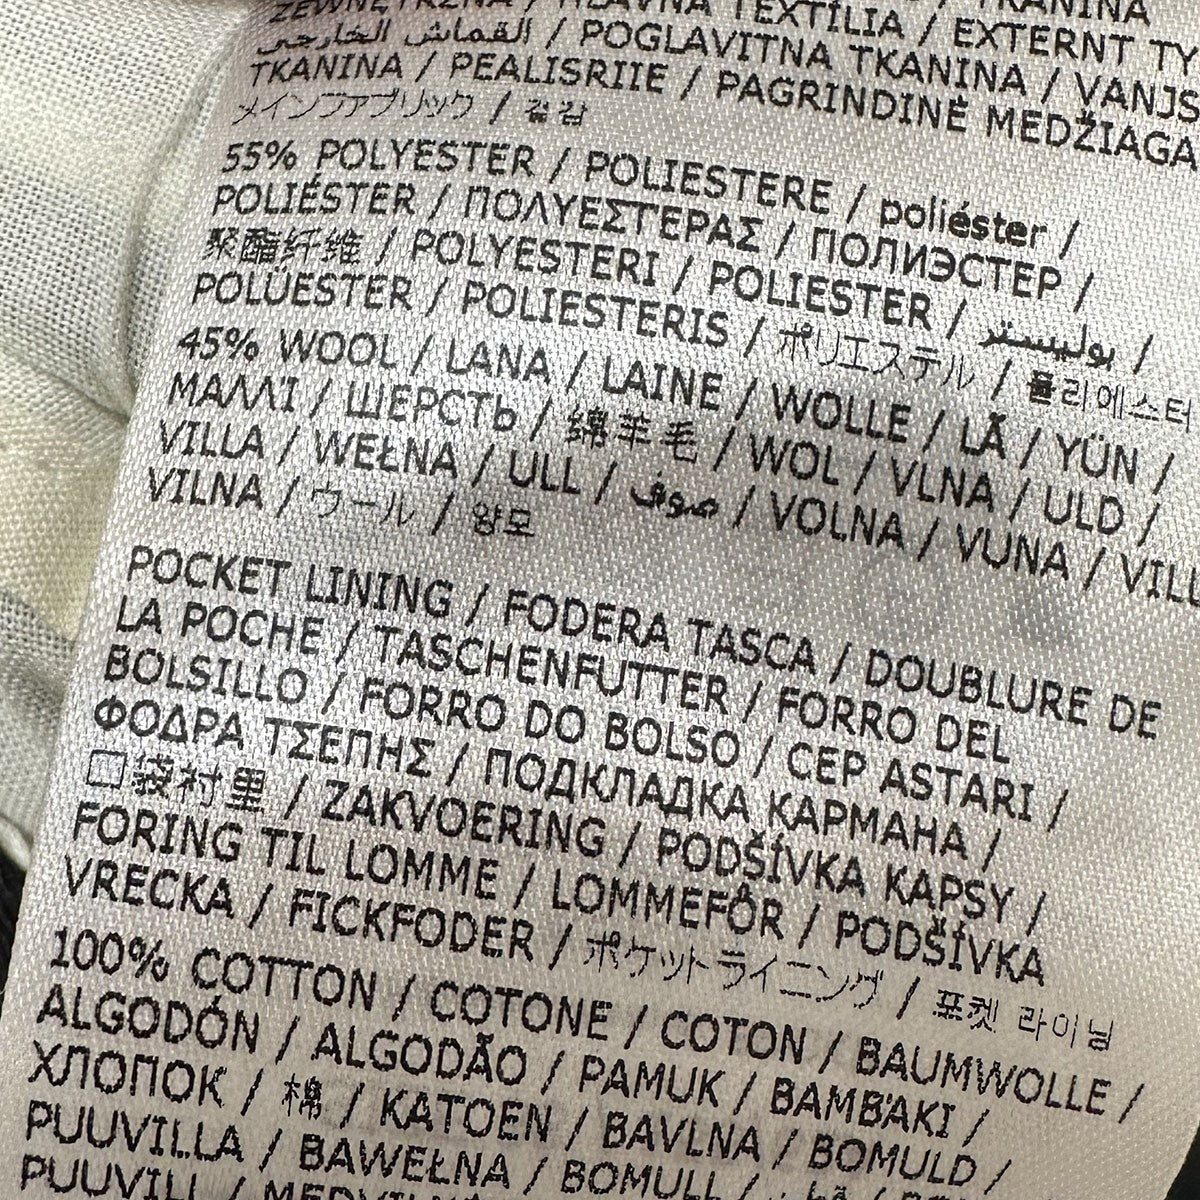 ZEWNĘTRZNA / HLAVNÁ TEXTÍLIA / EXTERNT TY
القماش الخارجي / POGLAVITNA TKANINA / VANJS
TKANINA / PEALISRIIE / PAGRINDINĖ MEDŽIAGA
メインファブリック / 겉감
55% POLYESTER / POLIESTERE / poliéster /
POLIÉSTER / ΠΟΛΥΕΣΤΕΡΑΣ / ПОЛИЭСТЕР /
聚酯纤维 / POLYESTERI / POLIESTER / بوليستر /
POLÜESTER / POLIESTERIS / ポリエステル / 폴리에스터
45% WOOL / LANA / LAINE / WOLLE / LÃ / YÜN /
ΜΑΛΛΊ / ШЕРСТЬ / 绵羊毛 / WOL / VLNA / ULD /
VILLA / WEŁNA / ULL / صوف / VOLNA / VUNA / VILL
VILNA / ウール / 양모
POCKET LINING / FODERA TASCA / DOUBLURE DE
LA POCHE / TASCHENFUTTER / FORRO DEL
BOLSILLO / FORRO DO BOLSO / CEP ASTARI /
ΦΟΔΡΑ ΤΣΕΠΗΣ / ПОДКЛАДКА КАРМАНА /
口袋衬里 / ZAKVOERING / PODŠÍVKA KAPSY /
FORING TIL LOMME / LOMMEFÔR / PODŠÍVKA
VRECKA / FICKFODER / ポケットライニング / 포켓 라이닝
100% COTTON / COTONE / COTON / BAUMWOLLE /
ALGODÓN / ALGODÃO / PAMUK / ΒΑΜΒΆΚΙ /
ХЛОПОК / 棉 / KATOEN / BAVLNA / BOMULD /
PUUVILLA / BAWEŁNA / BOMULL /
PUUVILL /